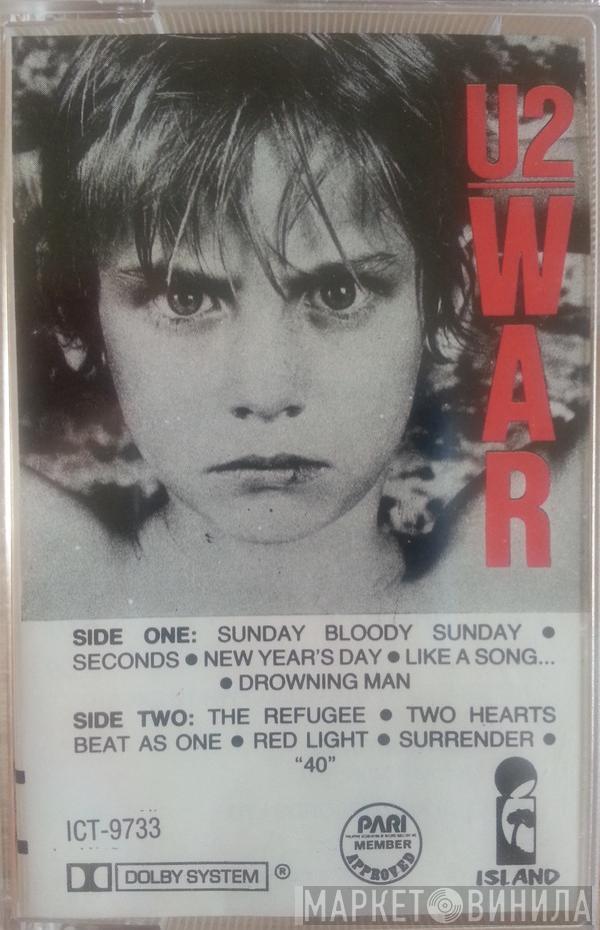 U2
WAR
SIDE ONE: SUNDAY BLOODY SUNDAY •
SECONDS • NEW YEAR'S DAY • LIKE A SONG...
• DROWNING MAN
SIDE TWO: THE REFUGEE • TWO HEARTS
BEAT AS ONE • RED LIGHT • SURRENDER •
"40"
ICT-9733
DOLBY SYSTEM ®
PARI
MEMBER
APPROVED
ISLAND
МАРКЕТ ВИНИЛА